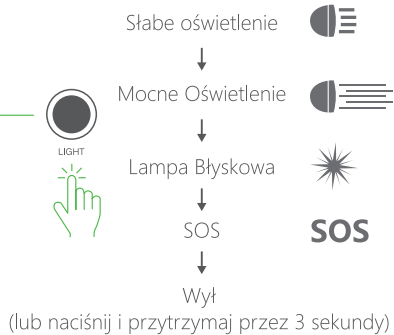 Słabe oświetlenie
Mocne Oświetlenie
LIGHT
Lampa Błyskowa
SOS SOS
Wył
(lub naciśnij i przytrzymaj przez 3 sekundy)